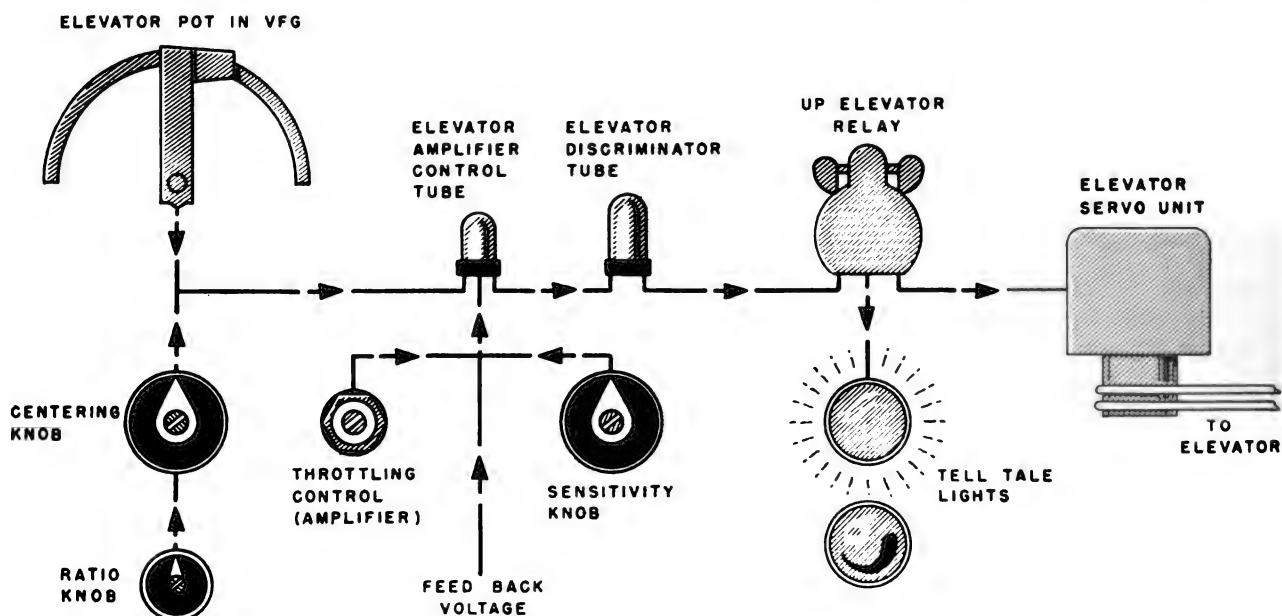 ELEVATOR POT IN VFG
ELEVATOR
AMPLIFIER
CONTROL
TUBE
ELEVATOR
DISCRIMINATOR
TUBE
UP ELEVATOR
RELAY
ELEVATOR
SERVO UNIT
CENTERING
KNOB
THROTTLING
CONTROL
(AMPLIFIER)
SENSITIVITY
KNOB
TELL TALE
LIGHTS
TO
ELEVATOR
RATIO
KNOB
FEED BACK
VOLTAGE